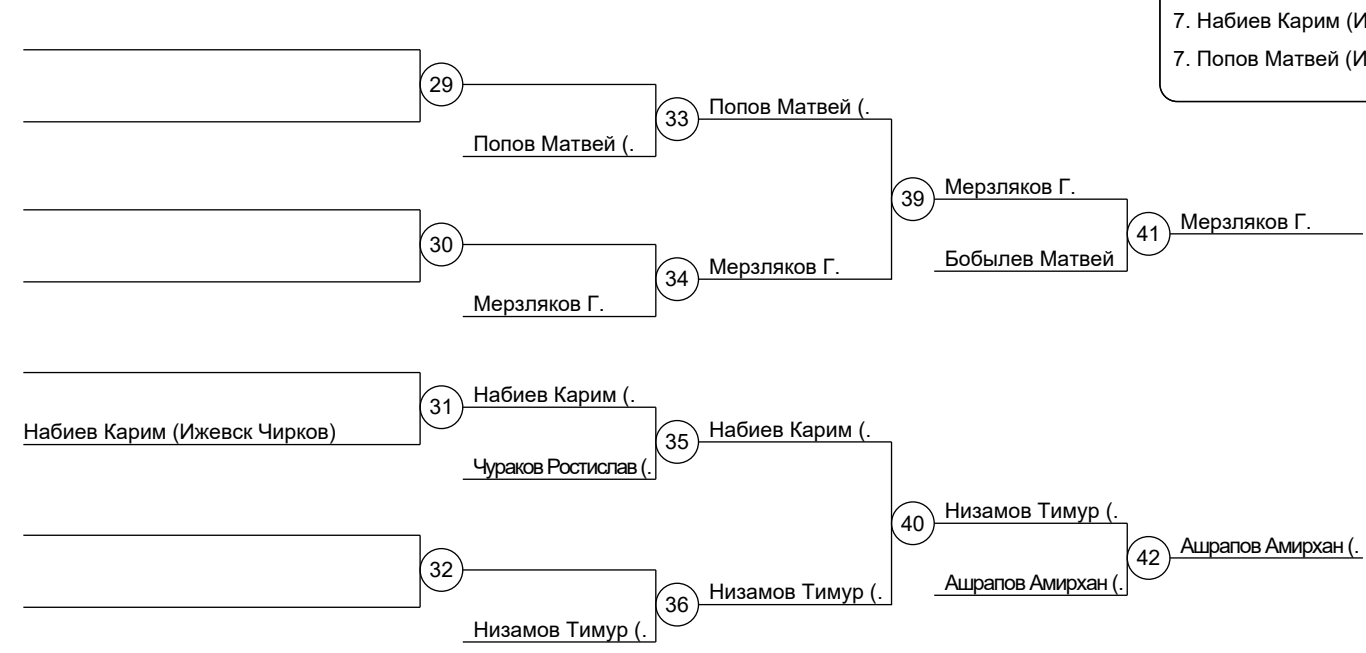 7. Набиев Карим (И
7. Попов Матвей (И
29
33
Попов Матвей (.
Попов Матвей (.
39
Мерзляков Г.
41
Мерзляков Г.
Бобылев Матвей
30
34
Мерзляков Г.
Мерзляков Г.
31
Набиев Карим (.
Набиев Карим (Ижевск Чирков)
35
Набиев Карим (.
Чураков Ростислав (.
40
Низамов Тимур (.
42
Ашрапов Амирхан (.
Ашрапов Амирхан (.
32
36
Низамов Тимур (.
Низамов Тимур (.